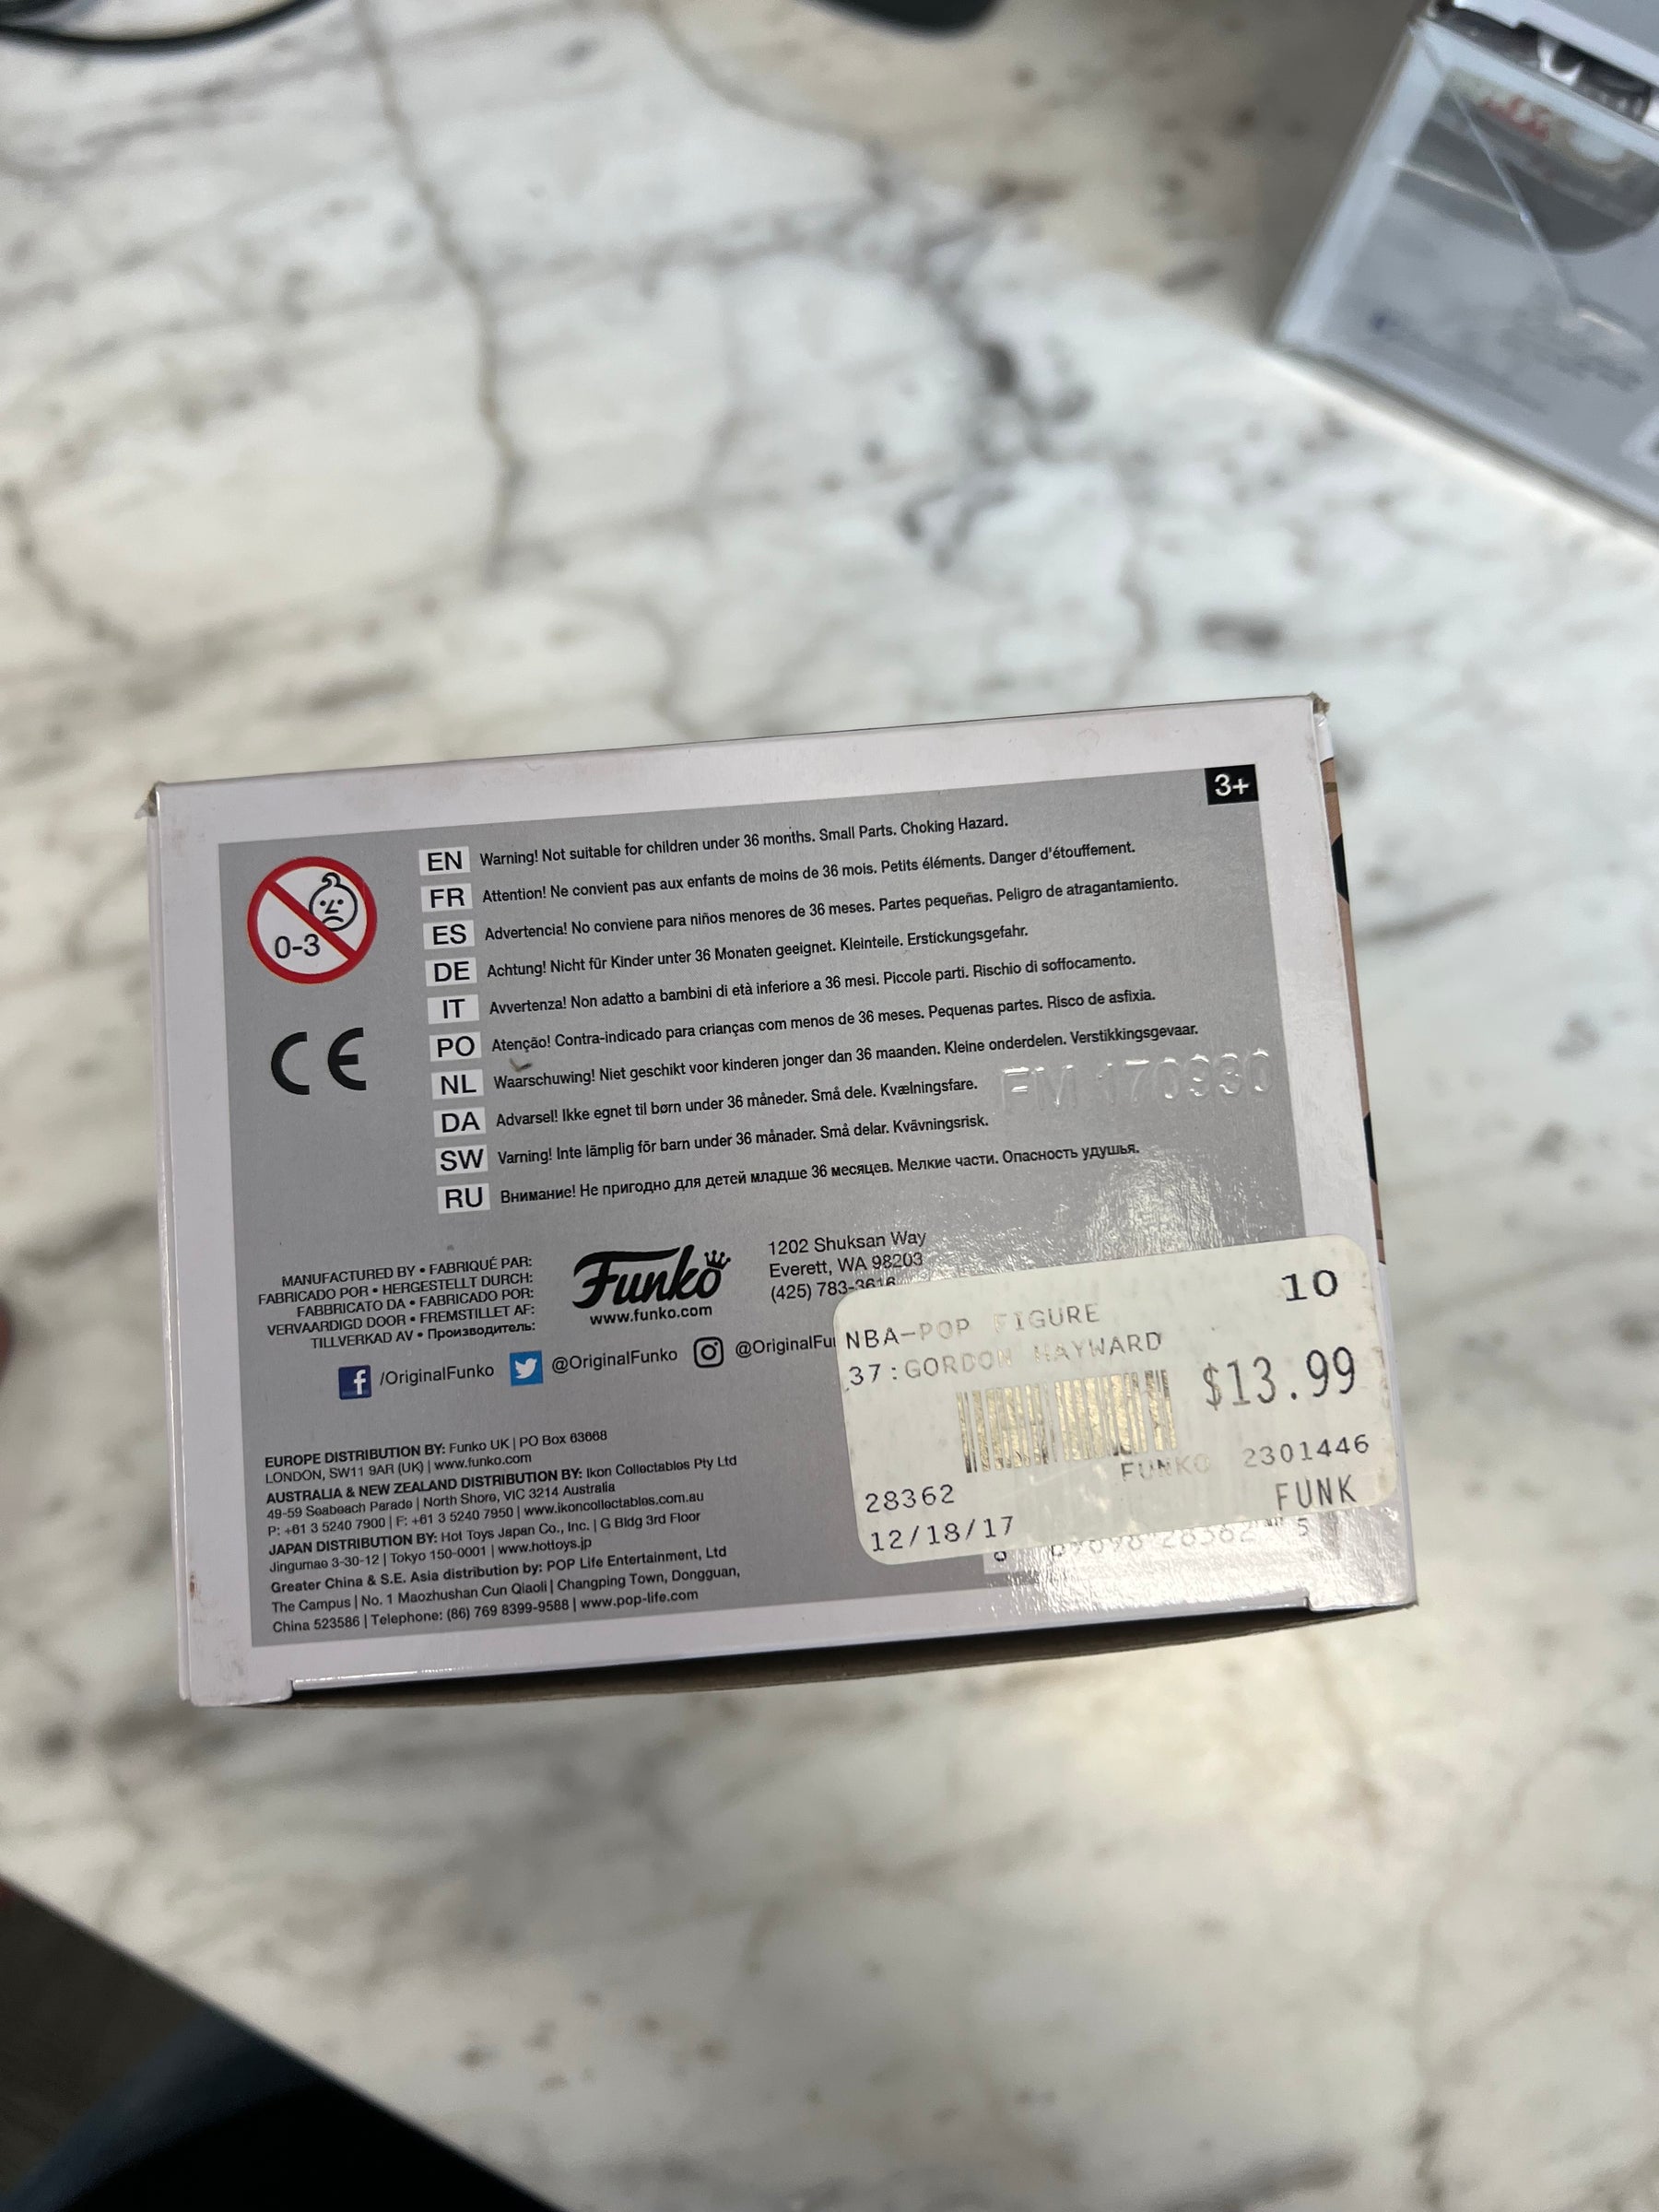 3+
0-3
EN Warning! Not suitable for children under 36 months. Small Parts. Choking Hazard.
FR Attention! Ne convient pas aux enfants de moins de 36 mois. Petits éléments. Danger d'étouffement.
ES Advertencia! No conviene para niños menores de 36 meses. Partes pequeñas. Peligro de atragantamiento.
DE Achtung! Nicht für Kinder unter 36 Monaten geeignet. Kleinteile. Erstickungsgefahr.
IT Avvertenza! Non adatto a bambini di età inferiore a 36 mesi. Piccole parti. Rischio di soffocamento.
PO Atenção! Contra-indicado para crianças com menos de 36 meses. Pequenas partes. Risco de asfixia.
NL Waarschuwing! Niet geschikt voor kinderen jonger dan 36 maanden. Kleine onderdelen. Verstikkingsgevaar.
DA Advarsel! Ikke egnet til børn under 36 måneder. Små dele. Kvælningsfare.
SW Varning! Inte lämplig för barn under 36 månader. Små delar. Kvävningsrisk.
RU Внимание! Не пригодно для детей младше 36 месяцев. Мелкие части. Опасность удушья.
CE
FM 170930
MANUFACTURED BY • FABRIQUÉ PAR:
FABRICADO POR • HERGESTELLT DURCH:
FABBRICATO DA • FABRICADO POR:
VERVAARDIGD DOOR • FREMSTILLET AF:
TILLVERKAD AV • Производитель:
Funko
www.funko.com
1202 Shuksan Way
Everett, WA 98203
(425) 783-3616
/OriginalFunko @OriginalFunko @OriginalFu
EUROPE DISTRIBUTION BY: Funko UK | PO Box 63668
LONDON, SW11 9AR (UK) | www.funko.com
AUSTRALIA & NEW ZEALAND DISTRIBUTION BY: Ikon Collectables Pty Ltd
49-59 Seabeach Parade | North Shore, VIC 3214 Australia
P: +61 3 5240 7900 | F: +61 3 5240 7950 | www.ikoncollectables.com.au
JAPAN DISTRIBUTION BY: Hot Toys Japan Co., Inc. | G Bldg 3rd Floor
Jingumae 3-30-12 | Tokyo 150-0001 | www.hottoys.jp
Greater China & S.E. Asia distribution by: POP Life Entertainment, Ltd
The Campus | No. 1 Maozhushan Cun Qiaoli | Changping Town, Dongguan,
China 523586 | Telephone: (86) 769 8399-9588 | www.pop-life.com
10
NBA-POP FIGURE
37:GORDON HAYWARD
$13.99
FUNKO 2301446
28362 FUNK
12/18/17